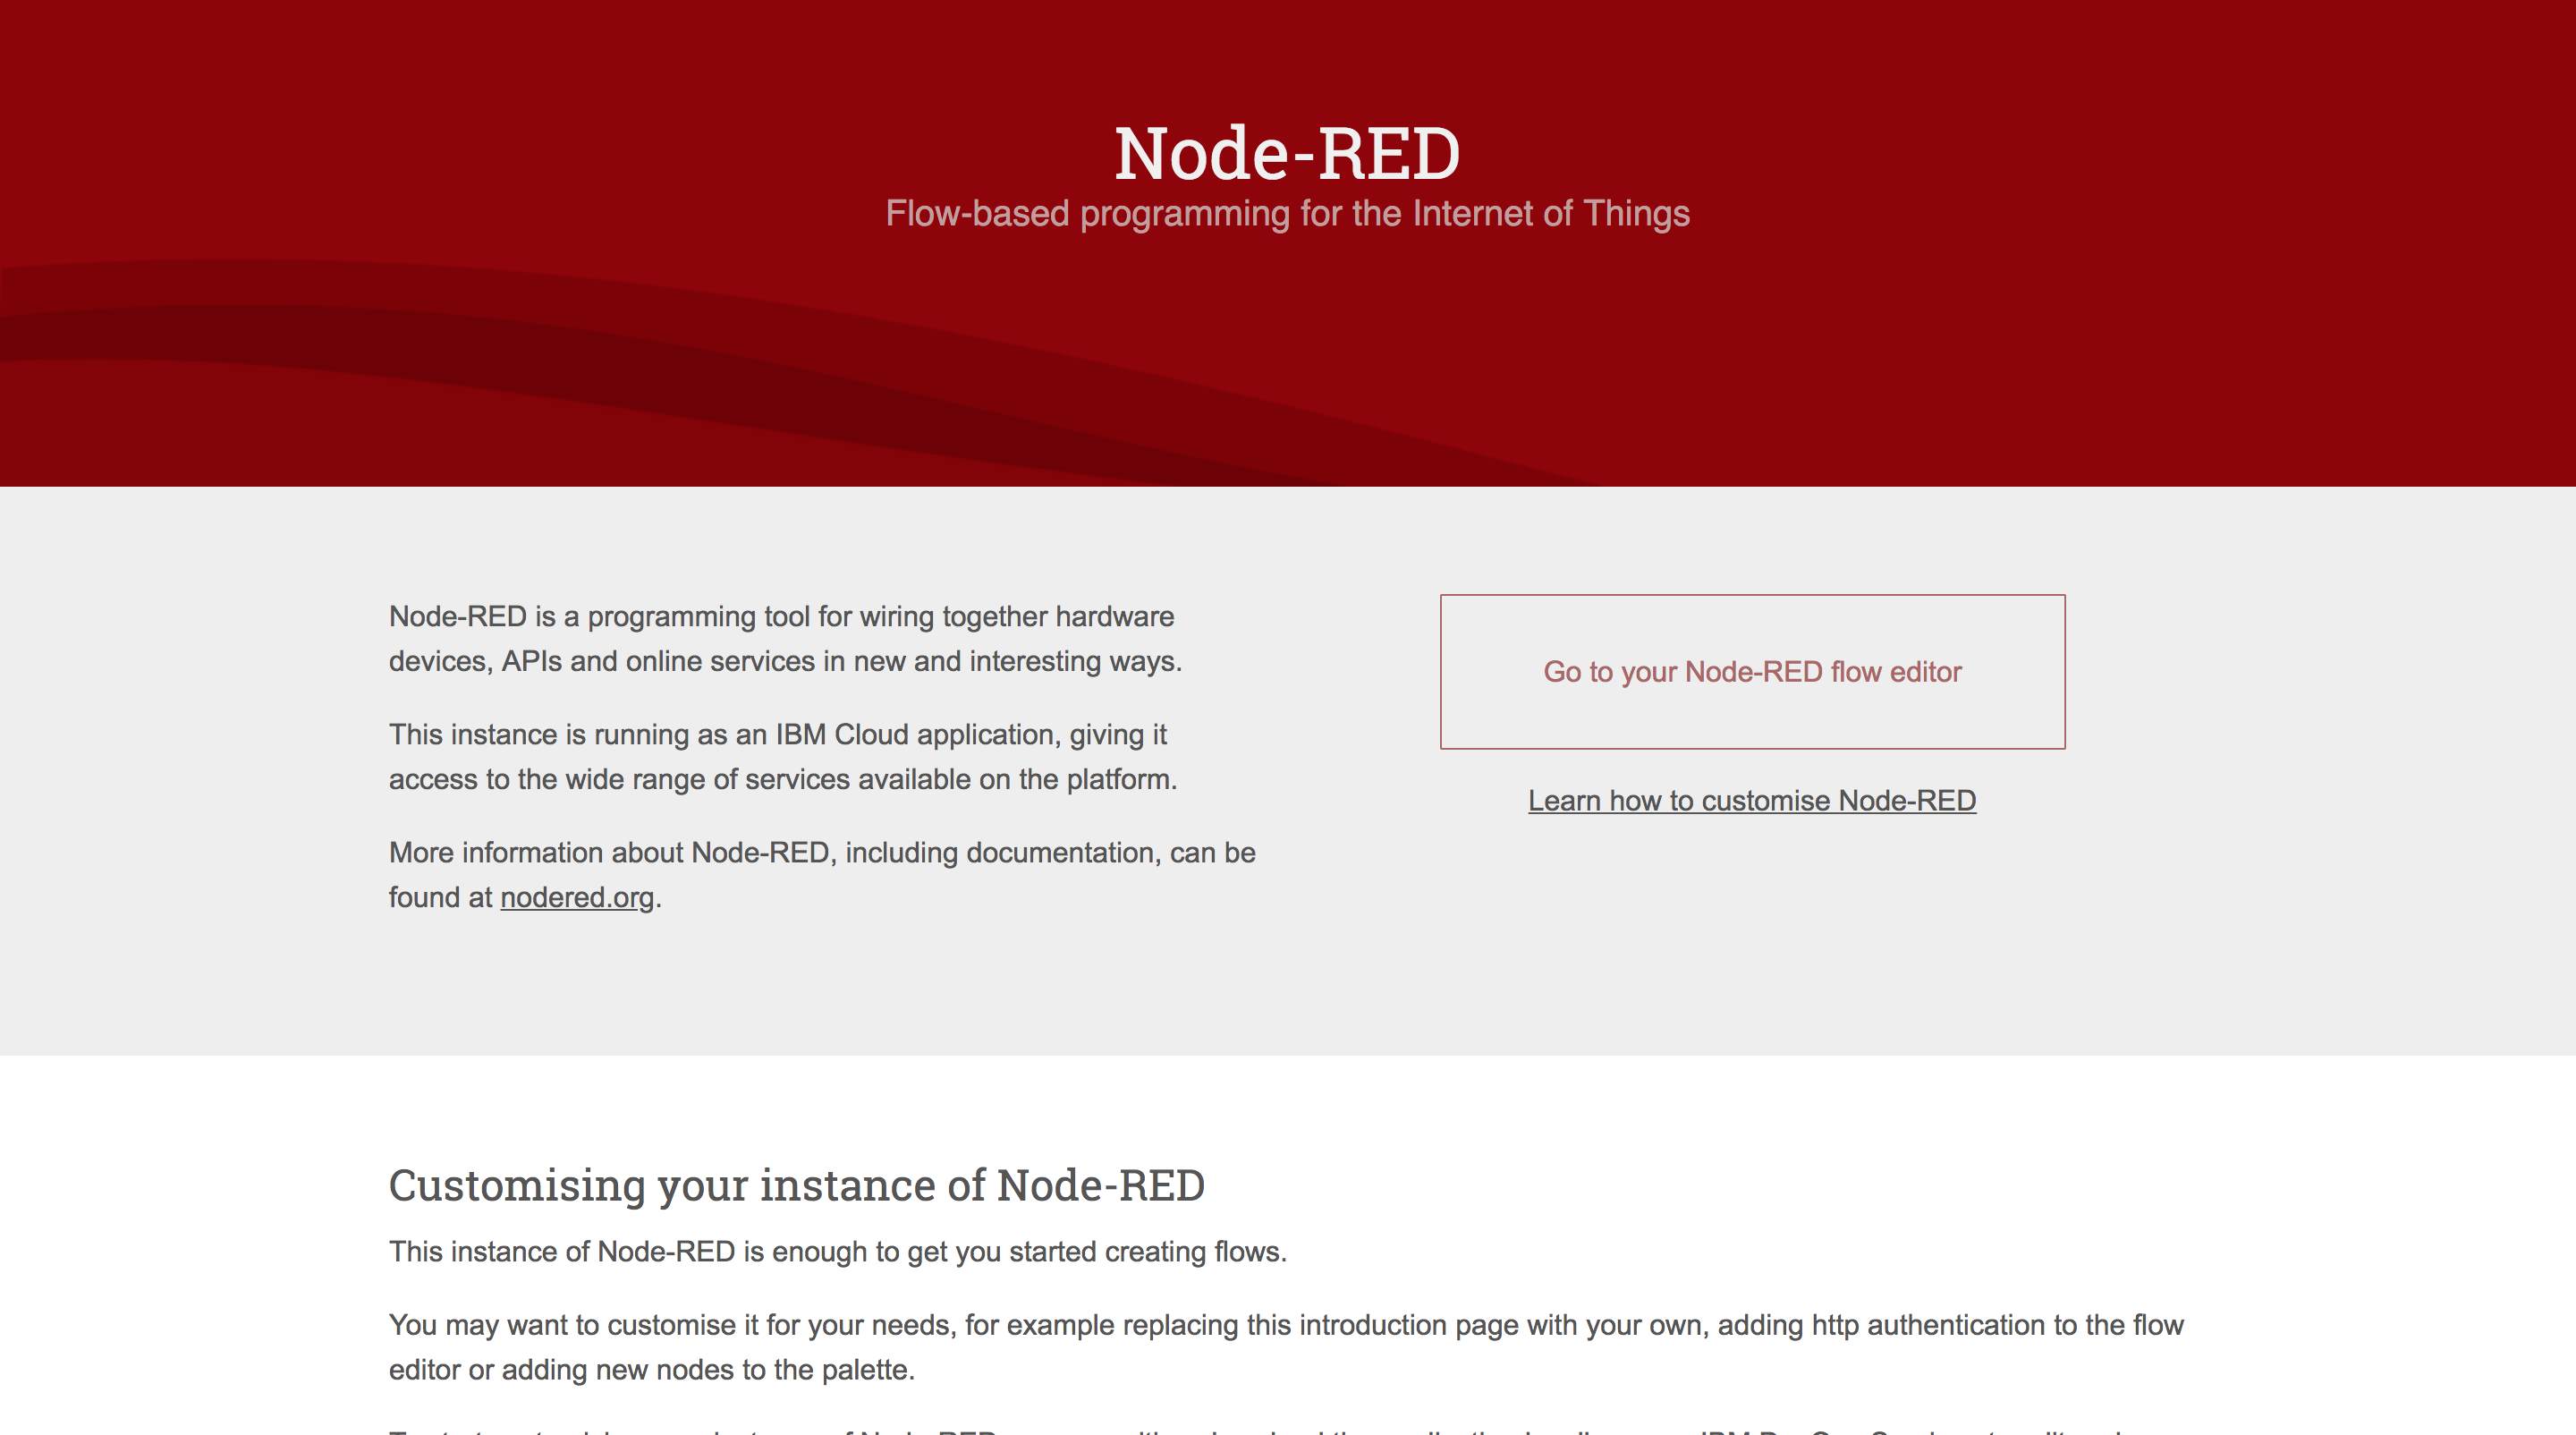 Node-RED
Flow-based programming for the Internet of Things
Node-RED is a programming tool for wiring together hardware
devices, APIs and online services in new and interesting ways.
This instance is running as an IBM Cloud application, giving it
access to the wide range of services available on the platform.
More information about Node-RED, including documentation, can be
found at nodered.org.
Go to your Node-RED flow editor
Learn how to customise Node-RED
Customising your instance of Node-RED
This instance of Node-RED is enough to get you started creating flows.
You may want to customise it for your needs, for example replacing this introduction page with your own, adding http authentication to the flow
editor or adding new nodes to the palette.